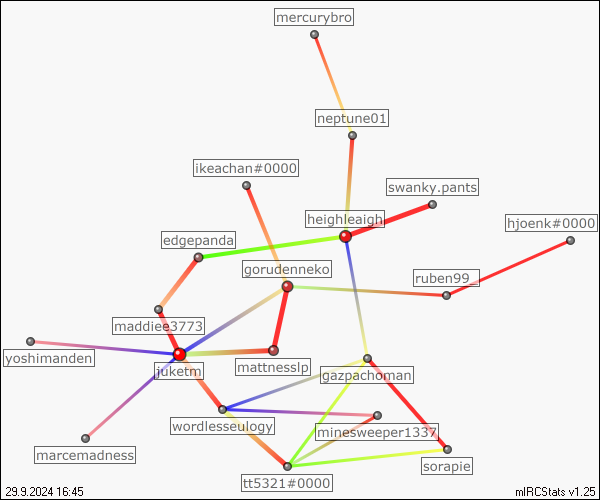 mercurybro
neptune01
ikeachan#0000
swanky.pants
heighleaigh
hjoenk#0000
edgepanda
gorudenneko
ruben99_
maddiee3773
yoshimanden
juketn
mattnesslp
gazpachoman
wordlesseulogy
minesweeper1337
marcemadness
sorapie
tt5321#0000
29.9.2024 16:45
mIRCStats v1.25